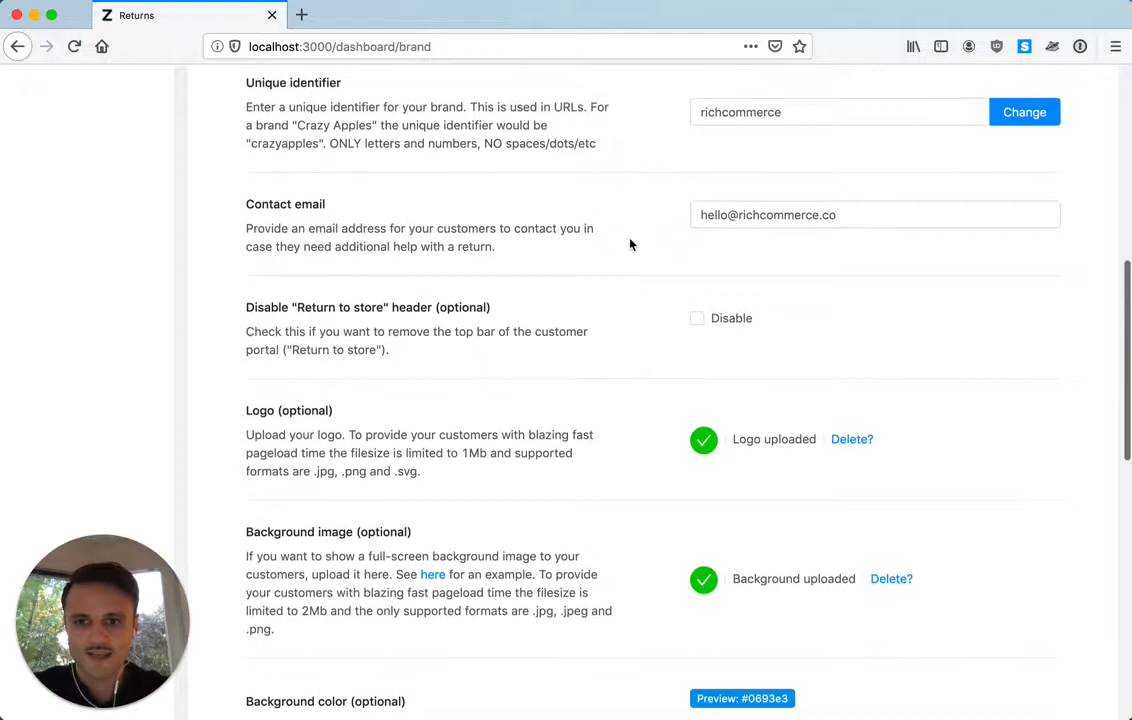 Z Returns
localhost:3000/dashboard/brand
Unique identifier
Enter a unique identifier for your brand. This is used in URLs. For
a brand "Crazy Apples" the unique identifier would be
"crazyapples". ONLY letters and numbers, NO spaces/dots/etc
richcommerce
Change
Contact email
Provide an email address for your customers to contact you in
case they need additional help with a return.
hello@richcommerce.co
Disable "Return to store" header (optional)
Check this if you want to remove the top bar of the customer
portal ("Return to store").
Disable
Logo (optional)
Upload your logo. To provide your customers with blazing fast
pageload time the filesize is limited to 1Mb and supported
formats are .jpg, .png and .svg.
Logo uploaded Delete?
Background image (optional)
If you want to show a full-screen background image to your
customers, upload it here. See here for an example. To provide
your customers with blazing fast pageload time the filesize is
limited to 2Mb and the only supported formats are .jpg, .jpeg and
.png.
Background uploaded Delete?
Background color (optional)
Preview: #0693e3